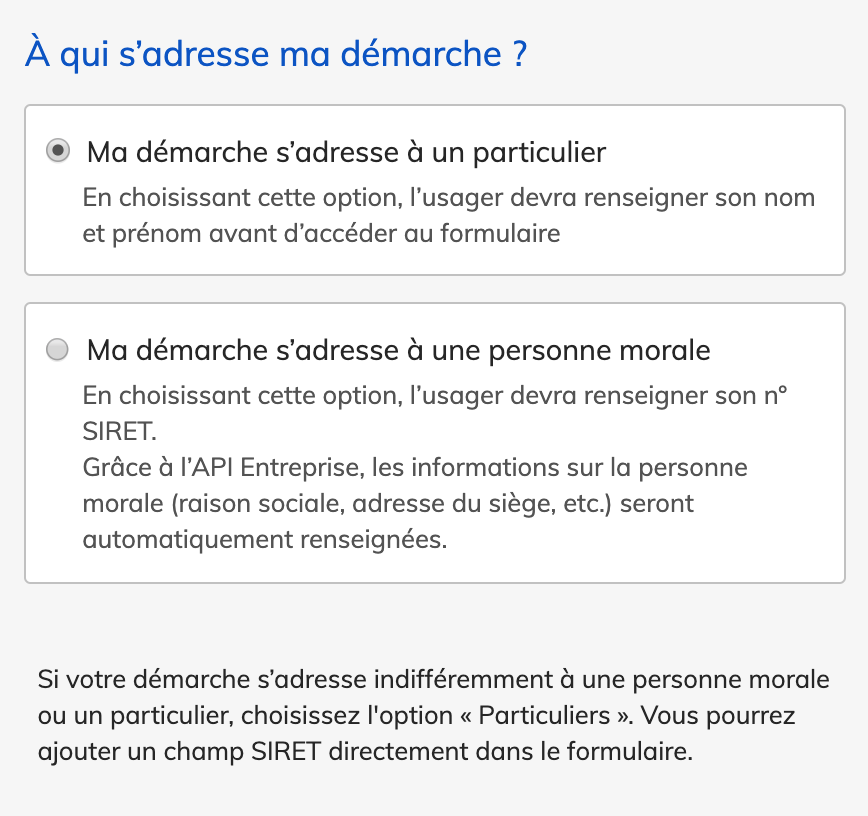 À qui s’adresse ma démarche ?
Ma démarche s’adresse à un particulier
En choisissant cette option, l’usager devra renseigner son nom
et prénom avant d’accéder au formulaire
Ma démarche s’adresse à une personne morale
En choisissant cette option, l’usager devra renseigner son n°
SIRET.
Grâce à l’API Entreprise, les informations sur la personne
morale (raison sociale, adresse du siège, etc.) seront
automatiquement renseignées.
Si votre démarche s’adresse indifféremment à une personne morale
ou un particulier, choisissez l'option « Particuliers ». Vous pourrez
ajouter un champ SIRET directement dans le formulaire.